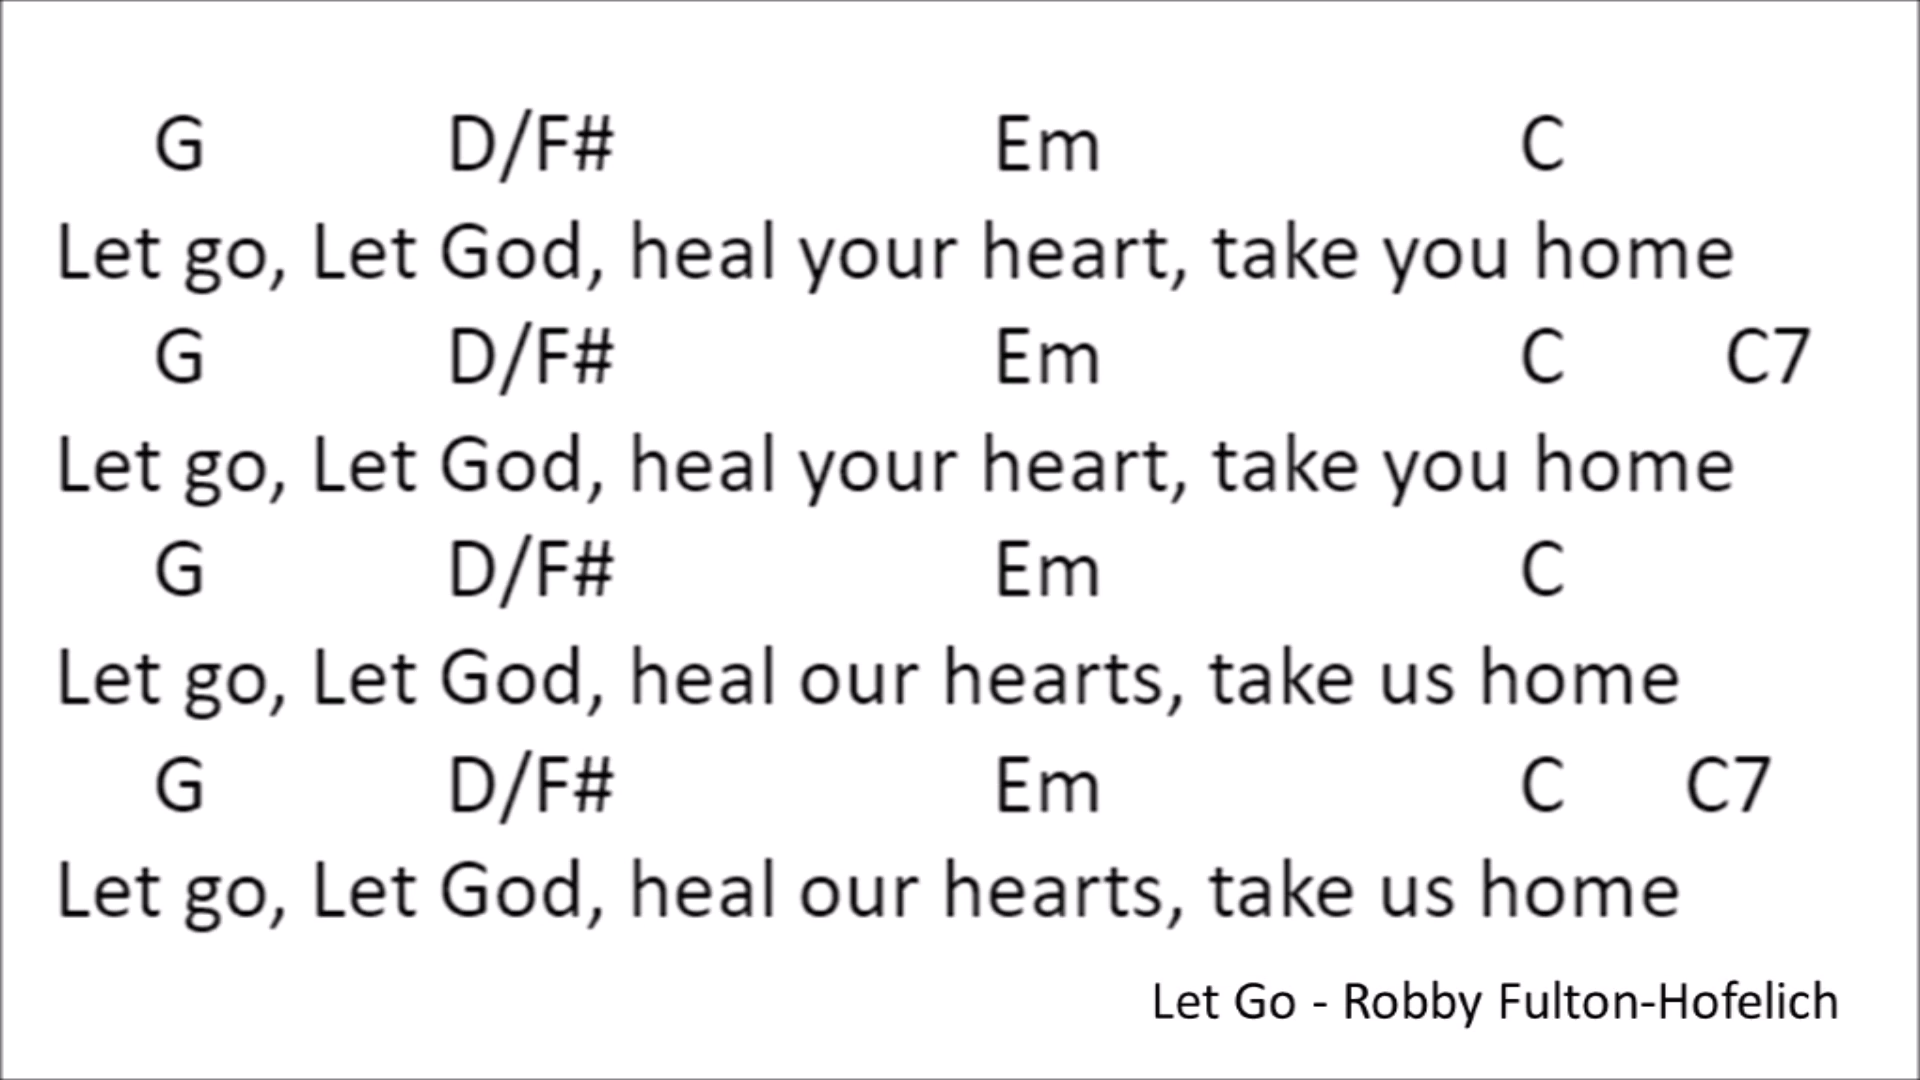 G D/F# Em C
Let go, Let God, heal your heart, take you home
G D/F# Em C C7
Let go, Let God, heal your heart, take you home
G D/F# Em C
Let go, Let God, heal our hearts, take us home
G D/F# Em C C7
Let go, Let God, heal our hearts, take us home
Let Go - Robby Fulton-Hofelich